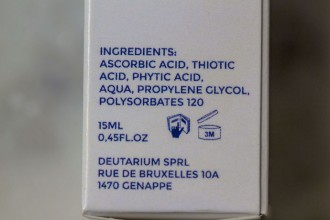 INGREDIENTS:
ASCORBIC ACID, THIOTIC
ACID, PHYTIC ACID,
AQUA, PROPYLENE GLYCOL,
POLYSORBATES 120
15ML
0,45FL.OZ
3M
DEUTARIUM SPRL
RUE DE BRUXELLES 10A
1470 GENAPPE